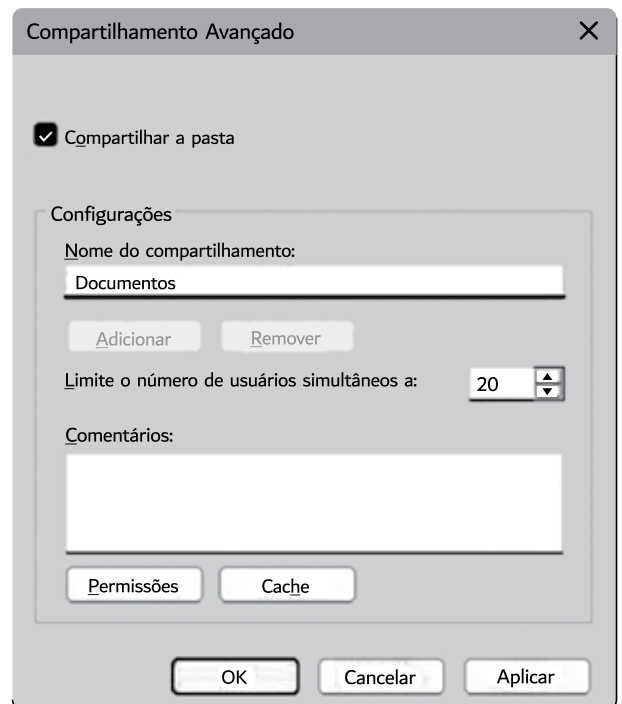 Compartilhamento Avançado
Compartilhar a pasta
Configurações
Nome do compartilhamento:
Documentos
Adicionar Remover
Limite o número de usuários simultâneos a: 20
Comentários:
Permissões Cache
OK Cancelar Aplicar